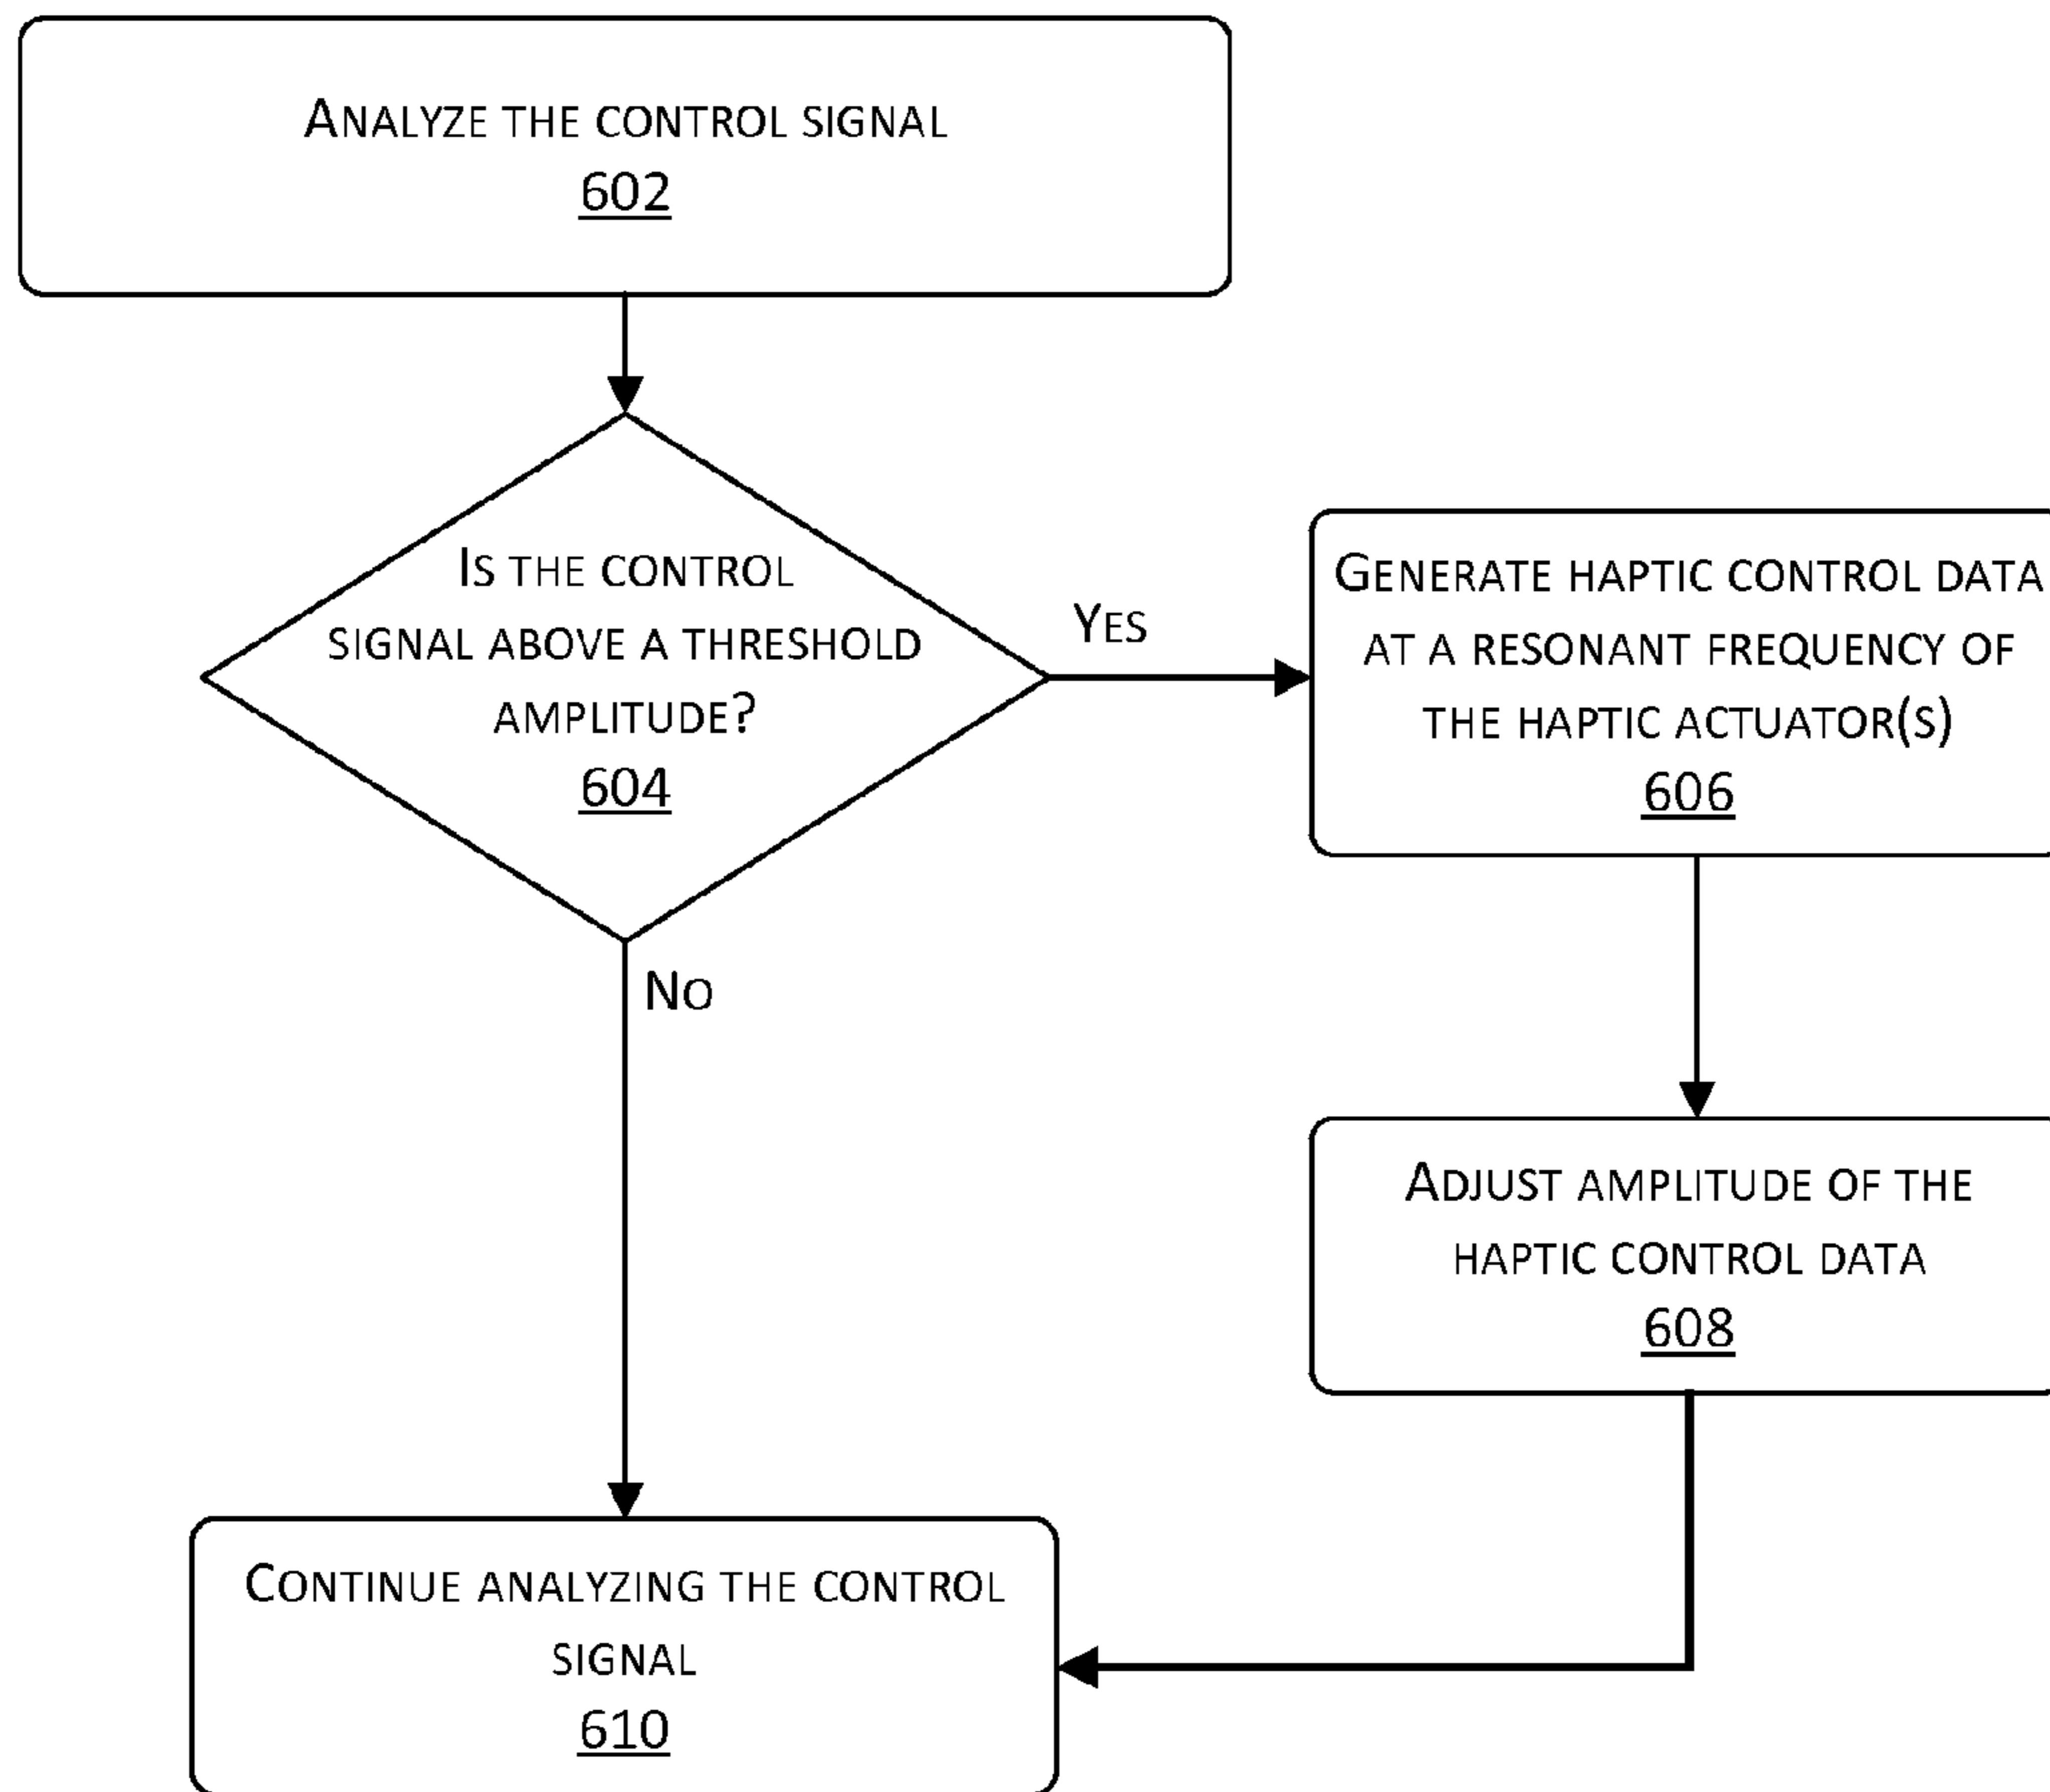 Analyze the control signal
602
Is the control
signal above a threshold
amplitude?
604
Yes
Generate haptic control data
at a resonant frequency of
the haptic actuator(s)
606
No
Adjust amplitude of the
haptic control data
608
Continue analyzing the control
signal
610